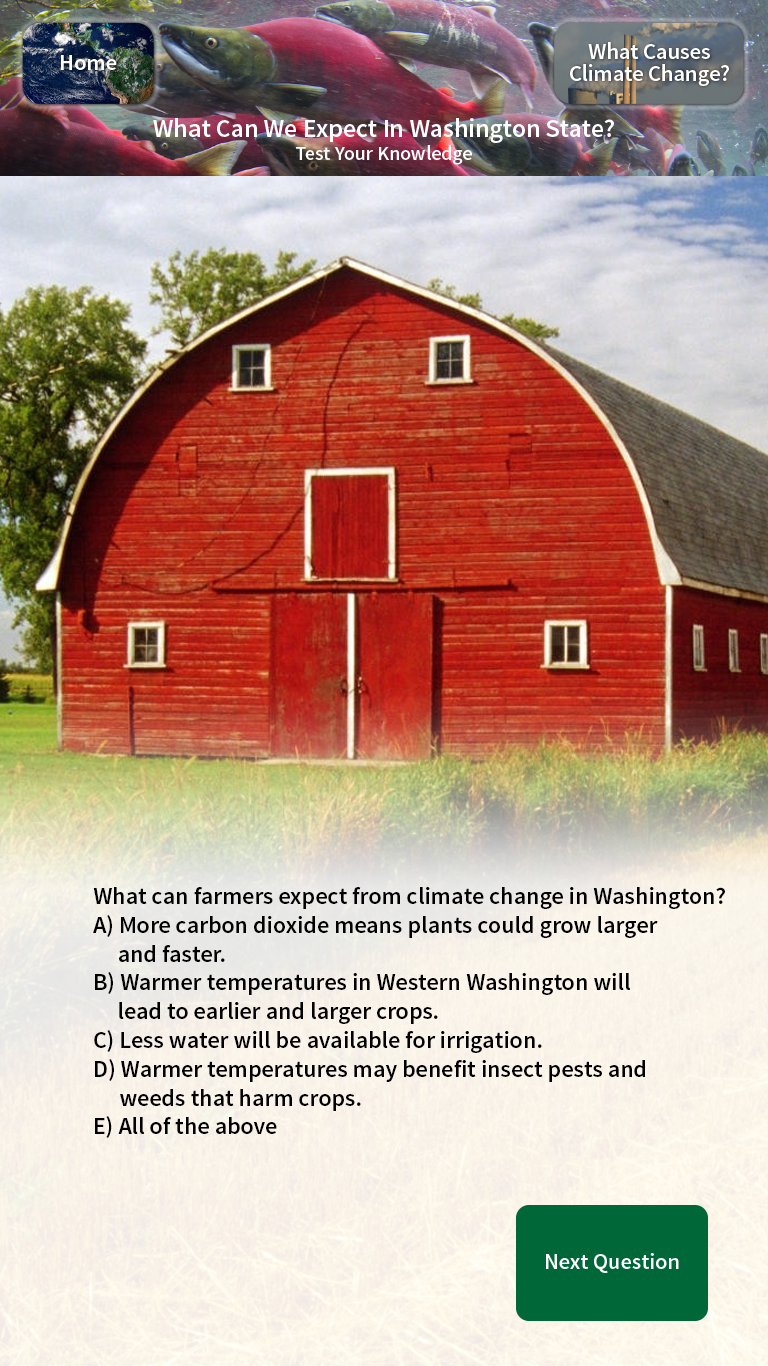 Home
What Causes
Climate Change?
What Can We Expect In Washington State?
Test Your Knowledge
What can farmers expect from climate change in Washington?
A) More carbon dioxide means plants could grow larger
and faster.
B) Warmer temperatures in Western Washington will
lead to earlier and larger crops.
C) Less water will be available for irrigation.
D) Warmer temperatures may benefit insect pests and
weeds that harm crops.
E) All of the above
Next Question